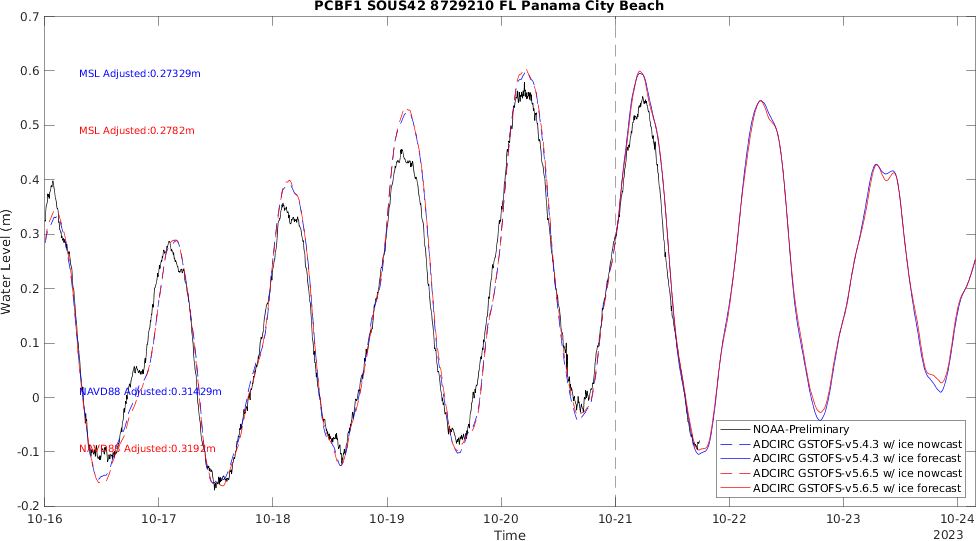 PCBF1 SOUS42 8729210 FL Panama City Beach
0.7
0.6
0.5
0.4
0.3
0.2
0.1
0
-0.1
-0.2
Water Level (m)
MSL Adjusted:0.27329m
MSL Adjusted:0.2782m
NAVD88 Adjusted:0.31429m
NAVD88 Adjusted:0.3192m
NOAA-Preliminary
ADCIRC GSTOFS-v5.4.3 w/ ice nowcast
ADCIRC GSTOFS-v5.4.3 w/ ice forecast
ADCIRC GSTOFS-v5.6.5 w/ ice nowcast
ADCIRC GSTOFS-v5.6.5 w/ ice forecast
10-16 10-17 10-18 10-19 10-20 10-21 10-22 10-23 10-24
Time
2023